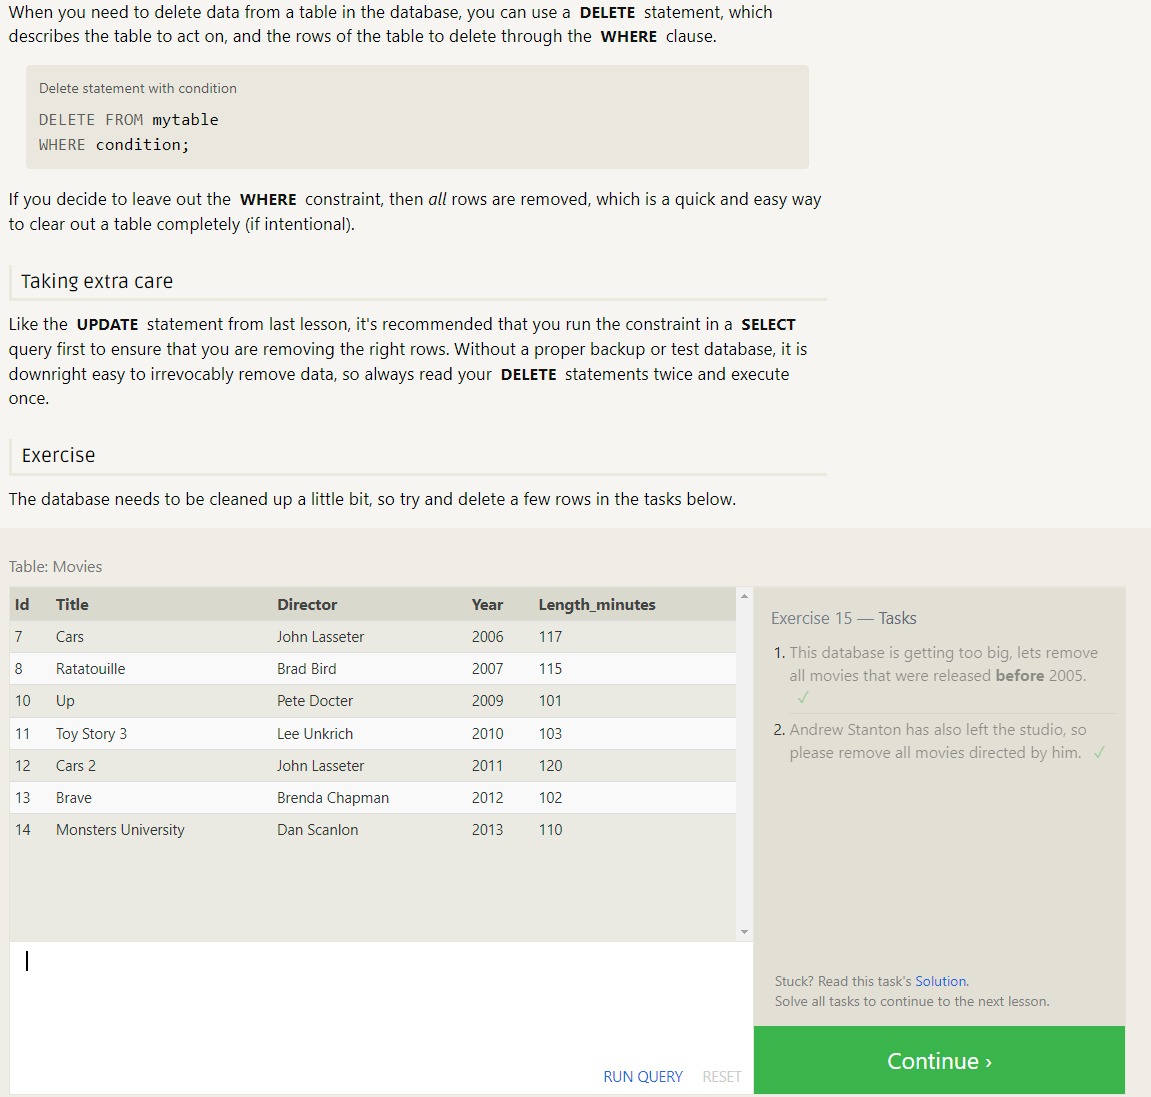 When you need to delete data from a table in the database, you can use a DELETE statement, which
describes the table to act on, and the rows of the table to delete through the WHERE clause.
Delete statement with condition
DELETE FROM mytable
WHERE condition;
If you decide to leave out the WHERE constraint, then all rows are removed, which is a quick and easy way
to clear out a table completely (if intentional).
Taking extra care
Like the UPDATE statement from last lesson, it's recommended that you run the constraint in a SELECT
query first to ensure that you are removing the right rows. Without a proper backup or test database, it is
downright easy to irrevocably remove data, so always read your DELETE statements twice and execute
once.
Exercise
The database needs to be cleaned up a little bit, so try and delete a few rows in the tasks below.
Table: Movies
Id Title Director Year Length_minutes
7 Cars John Lasseter 2006 117
8 Ratatouille Brad Bird 2007 115
10 Up Pete Docter 2009 101
11 Toy Story 3 Lee Unkrich 2010 103
12 Cars 2 John Lasseter 2011 120
13 Brave Brenda Chapman 2012 102
14 Monsters University Dan Scanlon 2013 110
RUN QUERY RESET
Exercise 15 — Tasks
1. This database is getting too big, lets remove
all movies that were released before 2005.
✓
2. Andrew Stanton has also left the studio, so
please remove all movies directed by him. ✓
Stuck? Read this task's Solution.
Solve all tasks to continue to the next lesson.
Continue ›